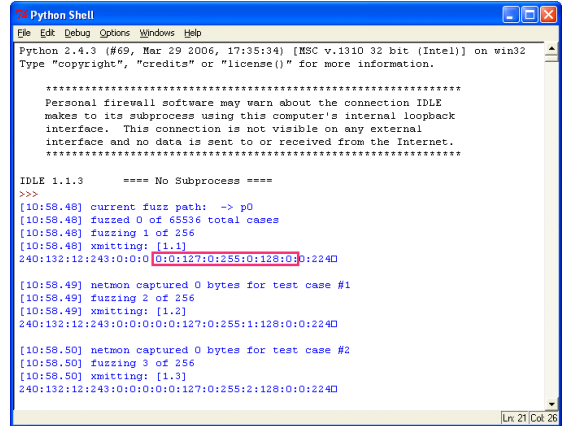 Python Shell
File Edit Debug Options Windows Help
Python 2.4.3 (#69, Mar 29 2006, 17:35:34) [MSC v.1310 32 bit (Intel)] on win32
Type "copyright", "credits" or "license()" for more information.
****************************************************************
Personal firewall software may warn about the connection IDLE
makes to its subprocess using this computer's internal loopback
interface.  This connection is not visible on any external
interface and no data is sent to or received from the Internet.
****************************************************************
IDLE 1.1.3      ==== No Subprocess ====
>>>
[10:58.48] current fuzz path:  -> p0
[10:58.48] fuzzed 0 of 65536 total cases
[10:58.48] fuzzing 1 of 256
[10:58.48] xmitting: [1.1]
240:132:12:243:0:0:0:0:0:127:0:255:0:128:0:0:224□
[10:58.49] netmon captured 0 bytes for test case #1
[10:58.49] fuzzing 2 of 256
[10:58.49] xmitting: [1.2]
240:132:12:243:0:0:0:0:0:127:0:255:1:128:0:0:224□
[10:58.50] netmon captured 0 bytes for test case #2
[10:58.50] fuzzing 3 of 256
[10:58.50] xmitting: [1.3]
240:132:12:243:0:0:0:0:0:127:0:255:2:128:0:0:224□
Ln: 21 Col: 26